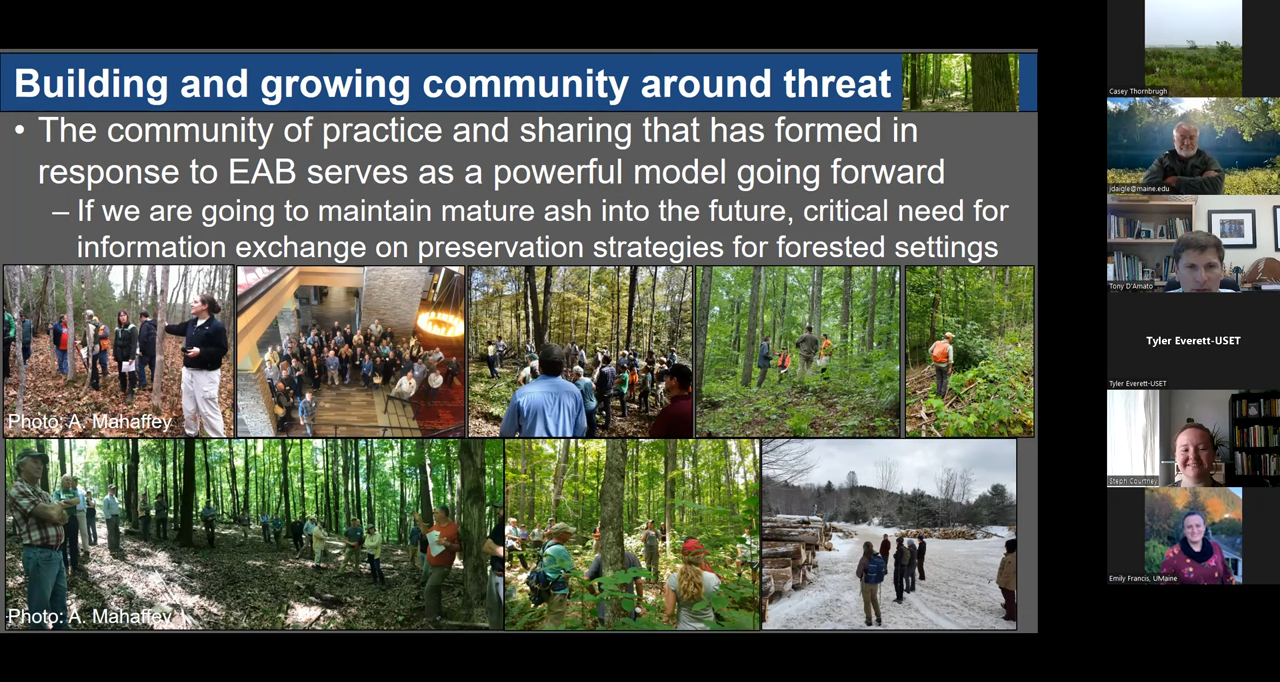 Building and growing community around threat
• The community of practice and sharing that has formed in
response to EAB serves as a powerful model going forward
– If we are going to maintain mature ash into the future, critical need for
information exchange on preservation strategies for forested settings
Photo: A. Mahaffey
Photo: A. Mahaffey
Casey Thornbrugh
jdaigle@maine.edu
Tony D'Amato
Tyler Everett-USET
Tyler Everett-USET
Steph Courtney
Emily Francis, UMaine